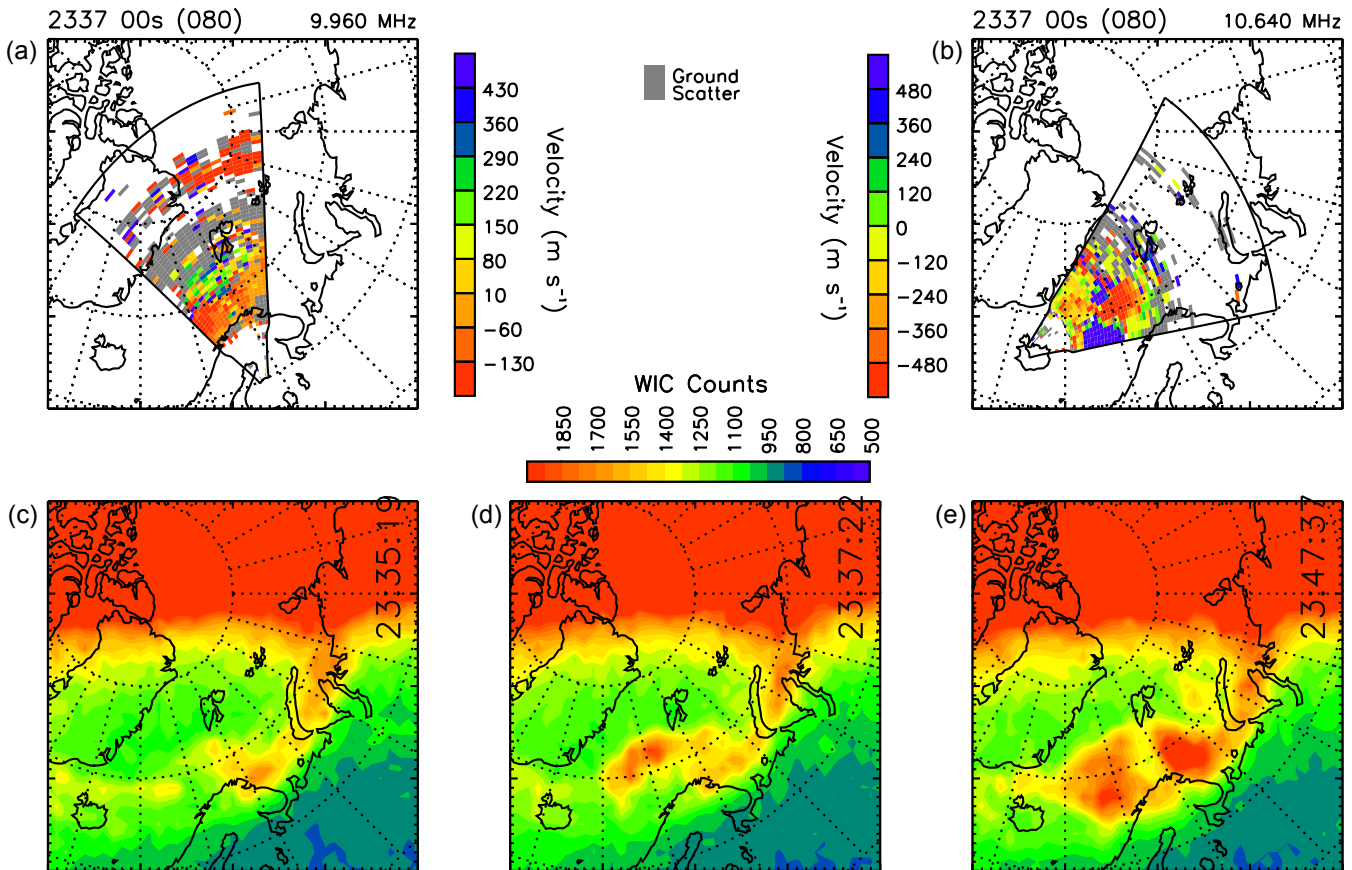 2337 00s (080)
9.960 MHz
(a)
430
360
290
220
150
80
10
-60
-130
Velocity (m s⁻¹)
Ground
Scatter
2337 00s (080)
10.640 MHz
(b)
480
360
240
120
0
-120
-240
-360
-480
Velocity (m s⁻¹)
WIC Counts
1850
1700
1550
1400
1250
1100
950
800
650
500
(c)
23:35:19
(d)
23:37:22
(e)
23:47:37